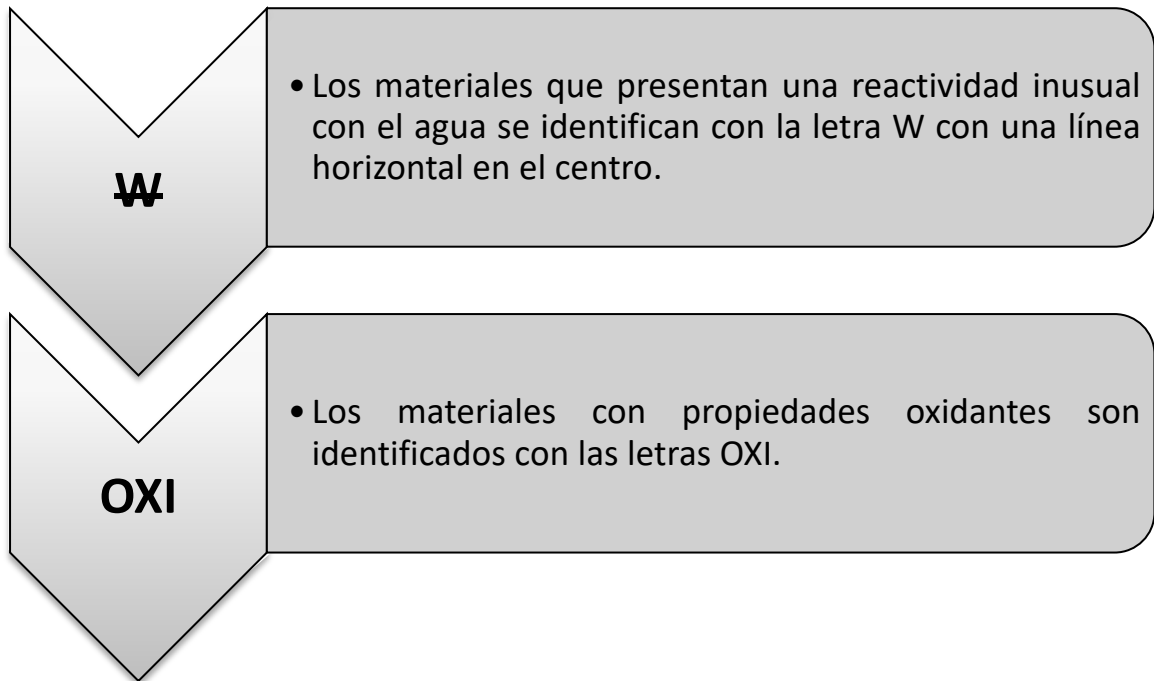 W
• Los materiales que presentan una reactividad inusual
con el agua se identifican con la letra W con una línea
horizontal en el centro.
OXI
• Los materiales con propiedades oxidantes son
identificados con las letras OXI.